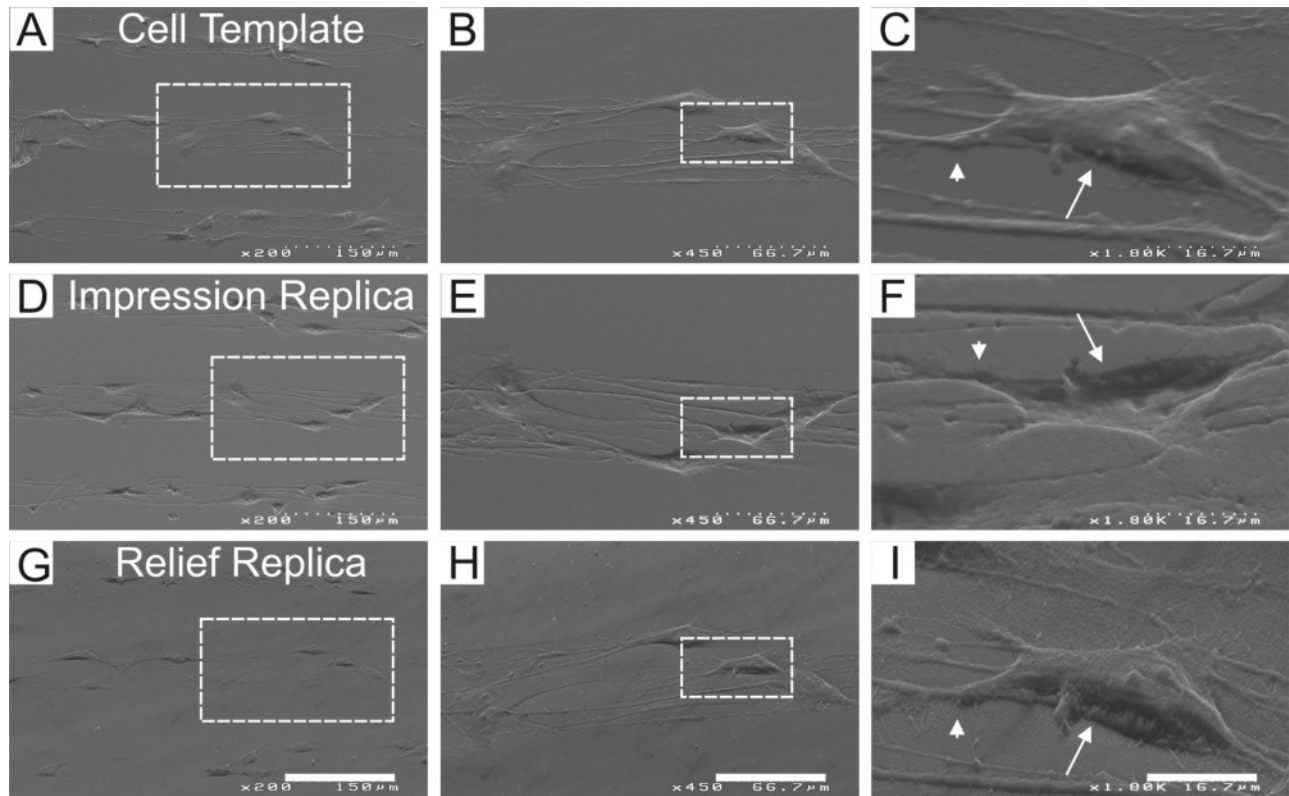 A Cell Template
x200 150µm
B
x450 66.7µm
C
x1.80K 16.7µm
D Impression Replica
x200 150µm
E
x450 66.7µm
F
x1.80K 16.7µm
G Relief Replica
x200 150µm
H
x450 66.7µm
I
x1.80K 16.7µm